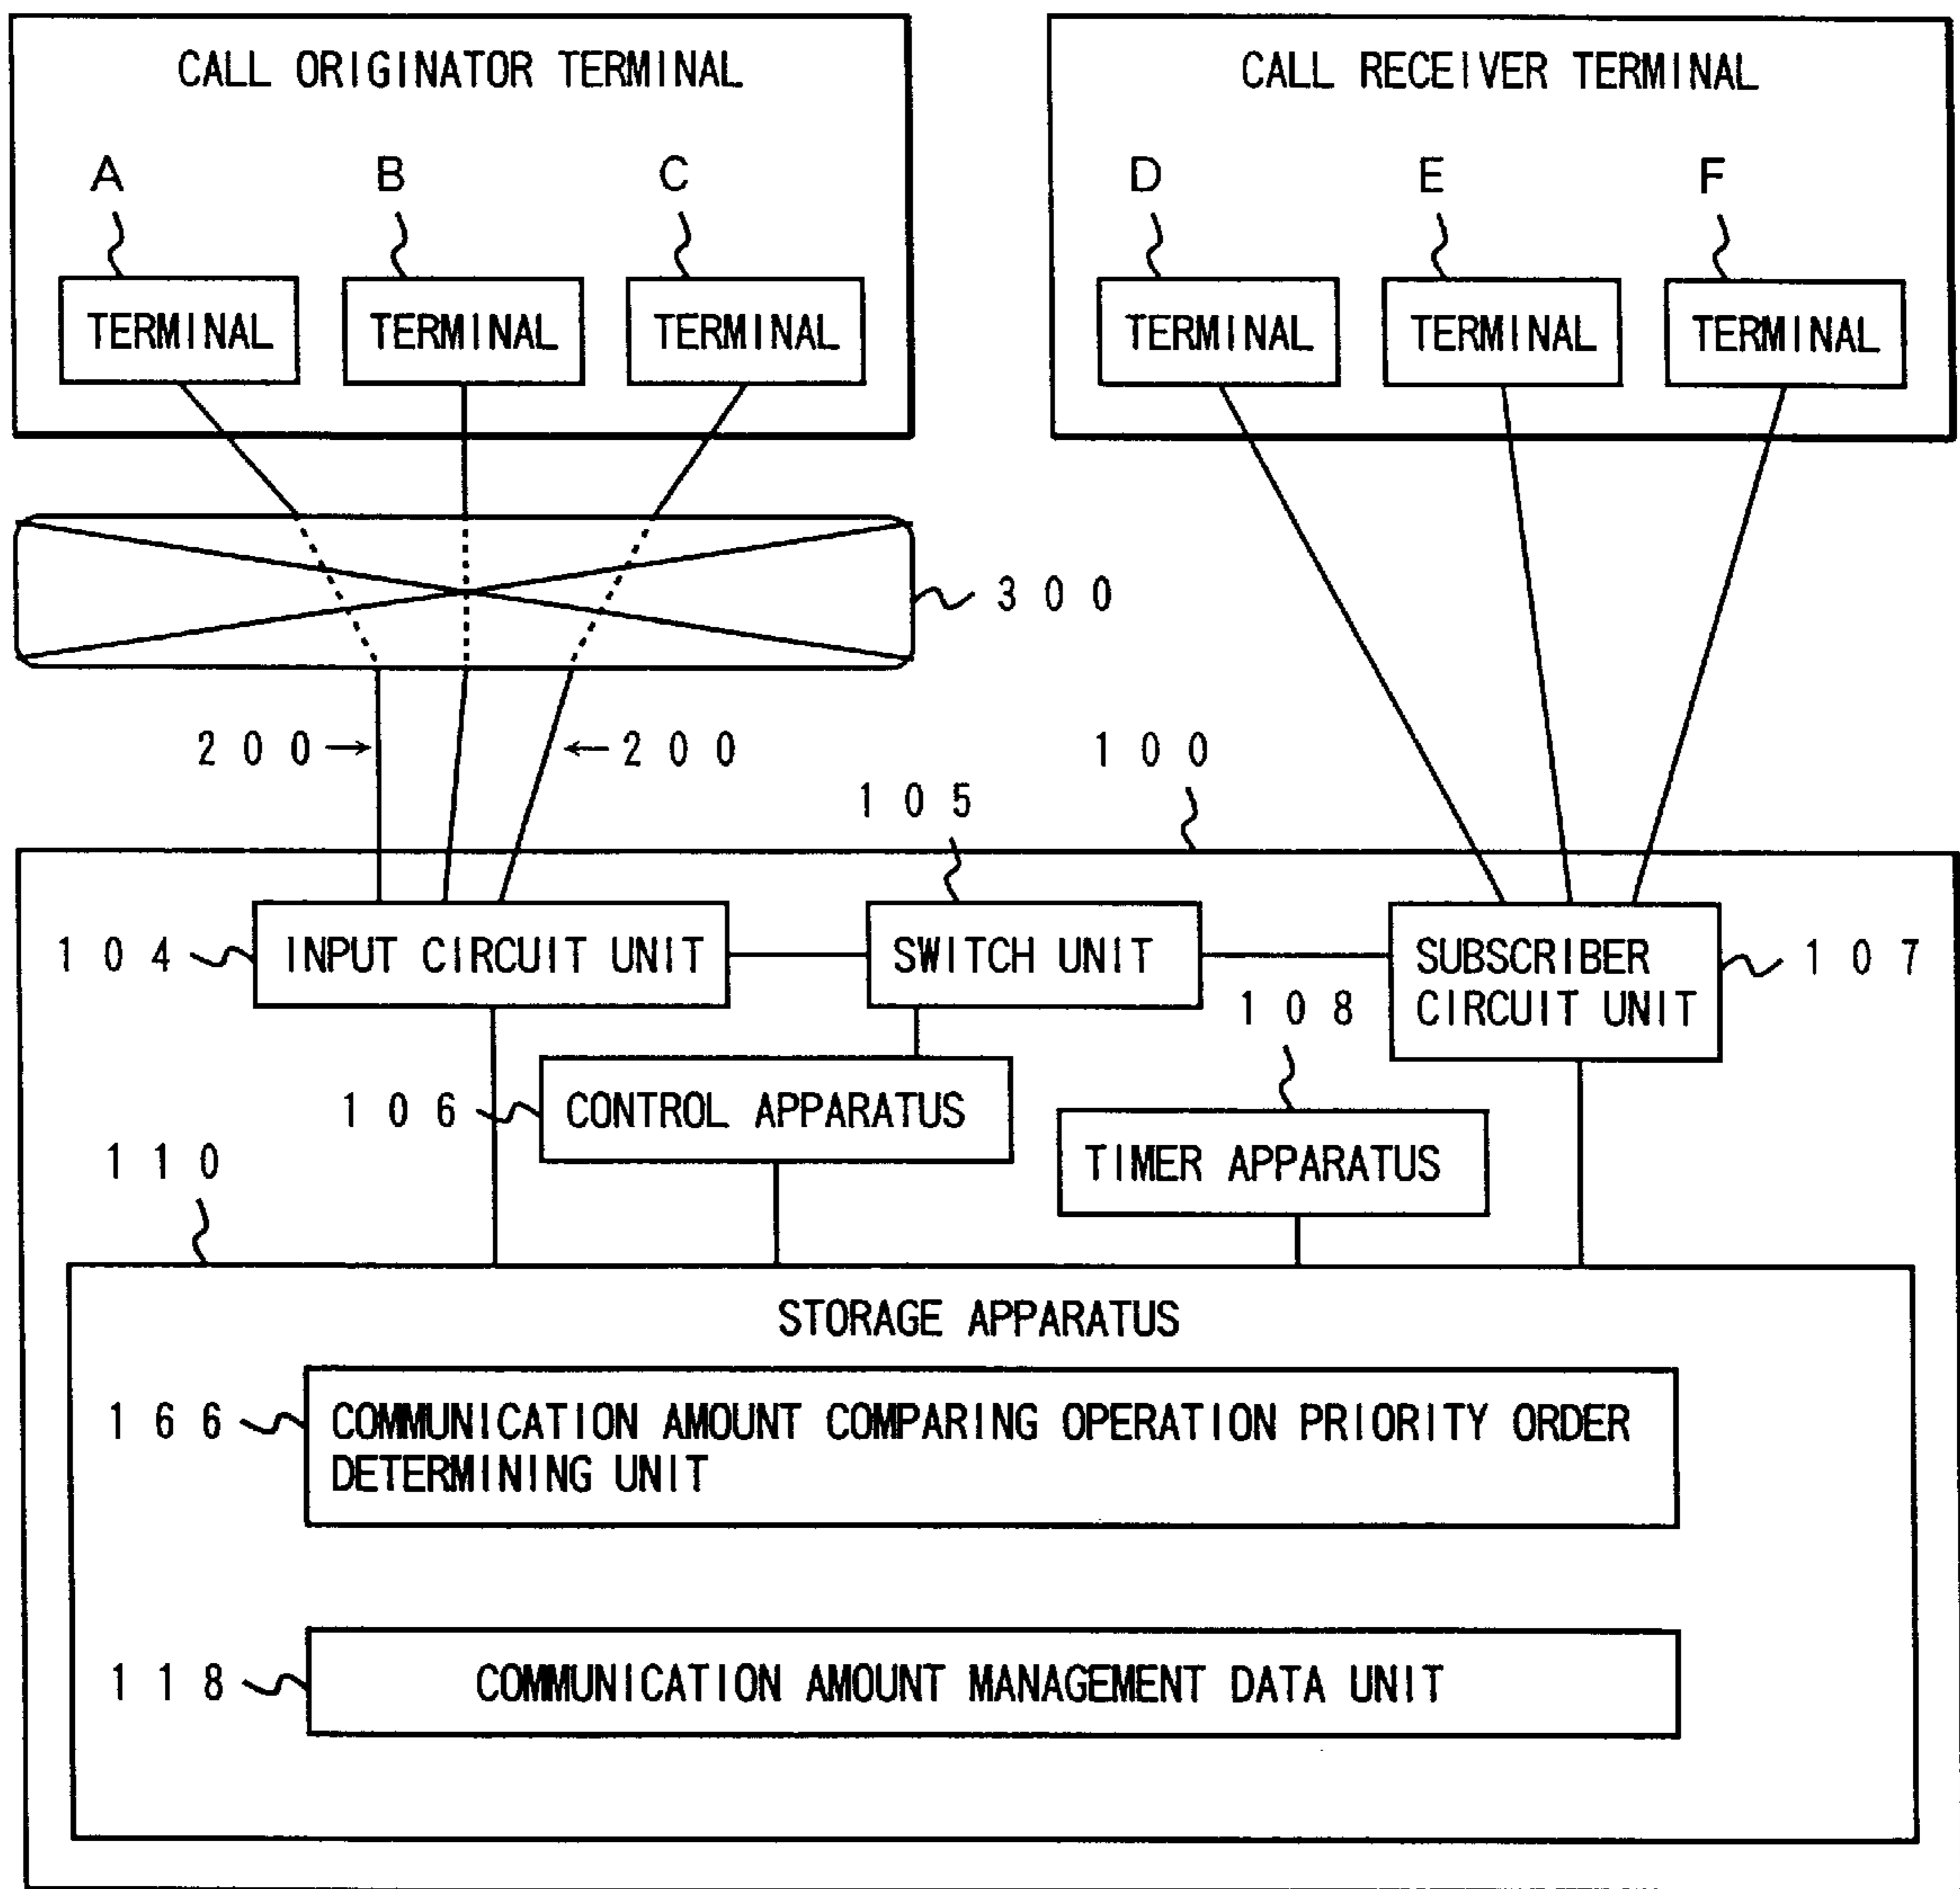 CALL ORIGINATOR TERMINAL
CALL RECEIVER TERMINAL
A
B
C
D
E
F
TERMINAL
TERMINAL
TERMINAL
TERMINAL
TERMINAL
TERMINAL
300
200
200
100
105
104
INPUT CIRCUIT UNIT
SWITCH UNIT
SUBSCRIBER
CIRCUIT UNIT
107
108
106
CONTROL APPARATUS
TIMER APPARATUS
110
STORAGE APPARATUS
166
COMMUNICATION AMOUNT COMPARING OPERATION PRIORITY ORDER
DETERMINING UNIT
118
COMMUNICATION AMOUNT MANAGEMENT DATA UNIT